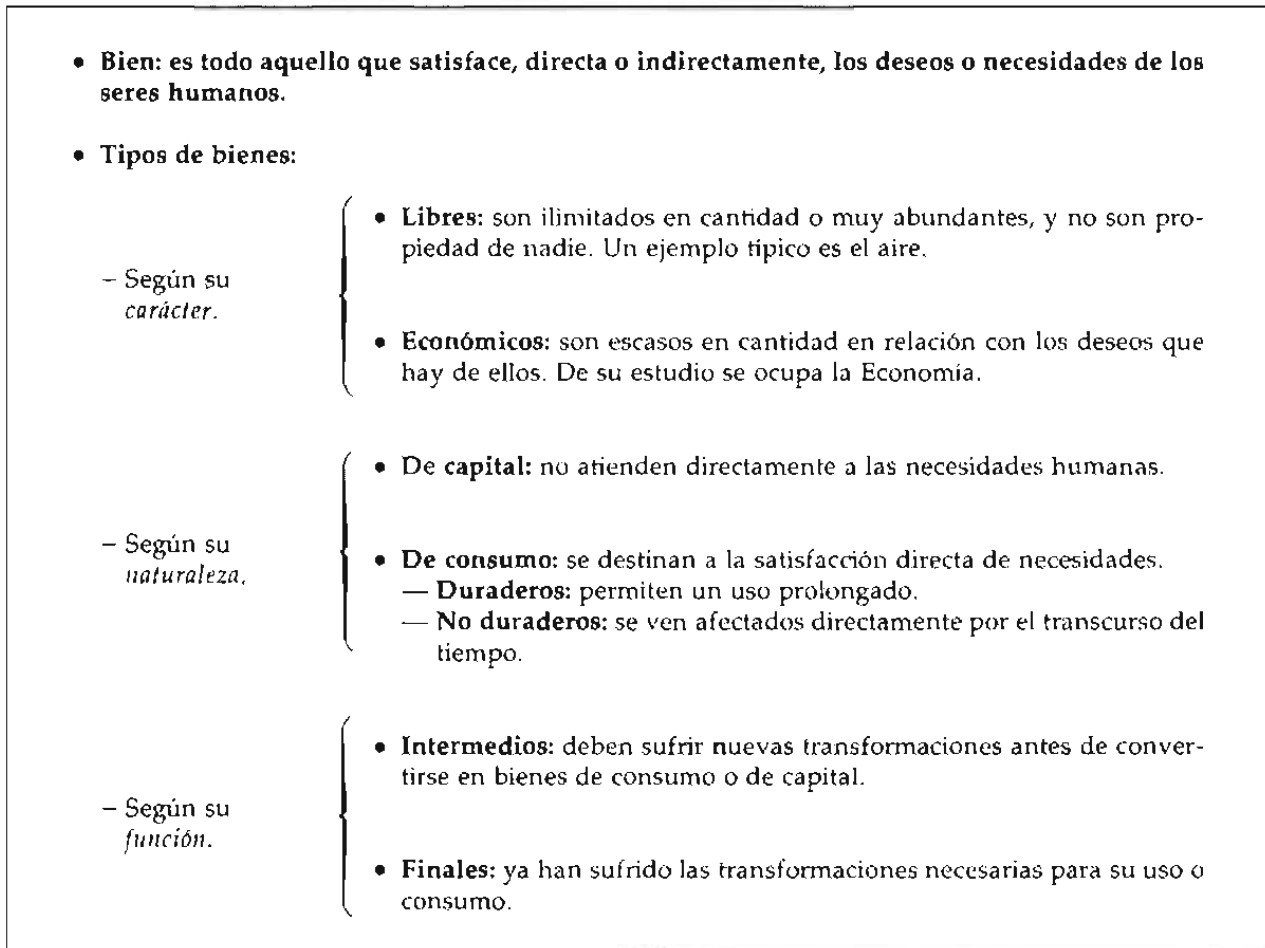 • Bien: es todo aquello que satisface, directa o indirectamente, los deseos o necesidades de los
seres humanos.
• Tipos de bienes:
– Según su
carácter.
• Libres: son ilimitados en cantidad o muy abundantes, y no son pro-
piedad de nadie. Un ejemplo típico es el aire.
• Económicos: son escasos en cantidad en relación con los deseos que
hay de ellos. De su estudio se ocupa la Economía.
– Según su
naturaleza.
• De capital: no atienden directamente a las necesidades humanas.
• De consumo: se destinan a la satisfacción directa de necesidades.
— Duraderos: permiten un uso prolongado.
— No duraderos: se ven afectados directamente por el transcurso del
tiempo.
– Según su
función.
• Intermedios: deben sufrir nuevas transformaciones antes de conver-
tirse en bienes de consumo o de capital.
• Finales: ya han sufrido las transformaciones necesarias para su uso o
consumo.